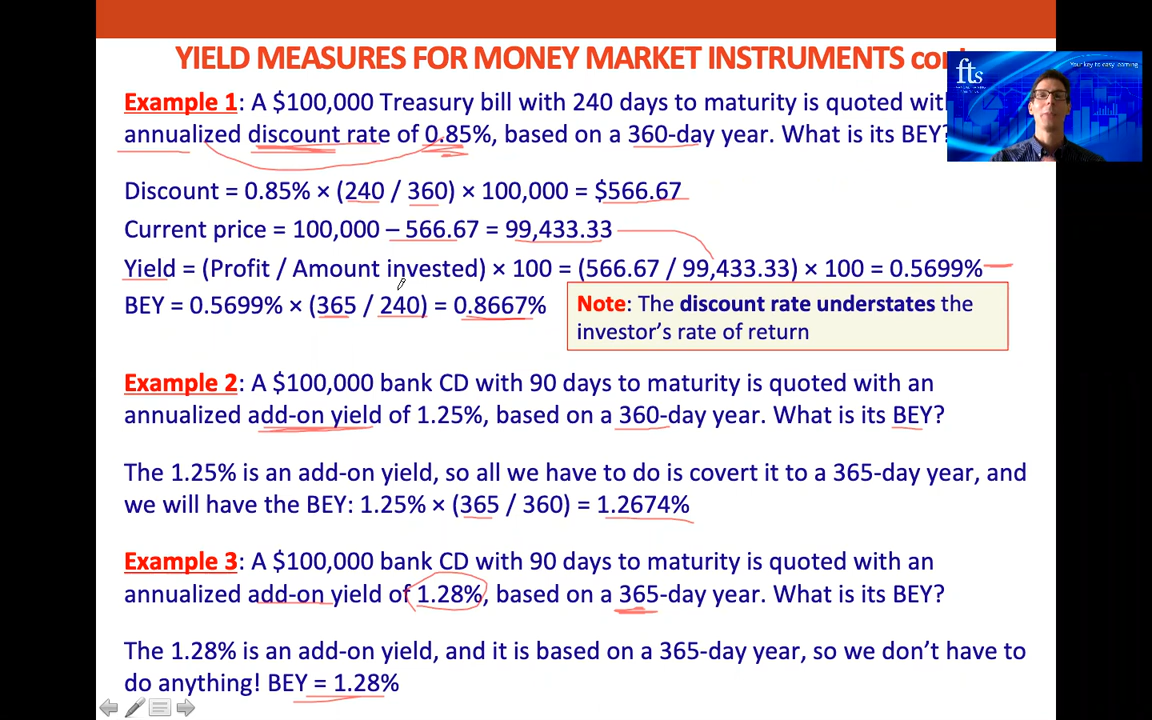 YIELD MEASURES FOR MONEY MARKET INSTRUMENTS
fts
Your key to easy learning
Example 1: A $100,000 Treasury bill with 240 days to maturity is quoted
annualized discount rate of 0.85%, based on a 360-day year. What is its BEY?
Discount = 0.85% × (240 / 360) × 100,000 = $566.67
Current price = 100,000 – 566.67 = 99,433.33
Yield = (Profit / Amount invested) × 100 = (566.67 / 99,433.33) × 100 = 0.5699%
BEY = 0.5699% × (365 / 240) = 0.8667%
Note: The discount rate understates the
investor's rate of return
Example 2: A $100,000 bank CD with 90 days to maturity is quoted with an
annualized add-on yield of 1.25%, based on a 360-day year. What is its BEY?
The 1.25% is an add-on yield, so all we have to do is covert it to a 365-day year, and
we will have the BEY: 1.25% × (365 / 360) = 1.2674%
Example 3: A $100,000 bank CD with 90 days to maturity is quoted with an
annualized add-on yield of 1.28%, based on a 365-day year. What is its BEY?
The 1.28% is an add-on yield, and it is based on a 365-day year, so we don't have to
do anything! BEY = 1.28%